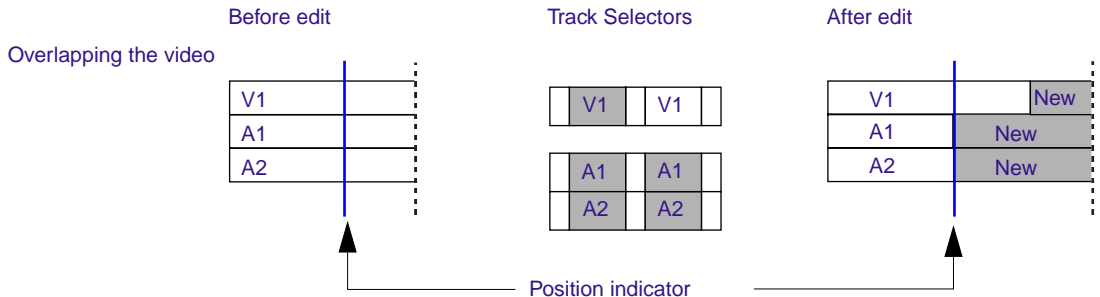 Before edit
Track Selectors
After edit
Overlapping the video
V1
A1
A2
V1 V1
A1 A1
A2 A2
V1 New
A1 New
A2 New
Position indicator